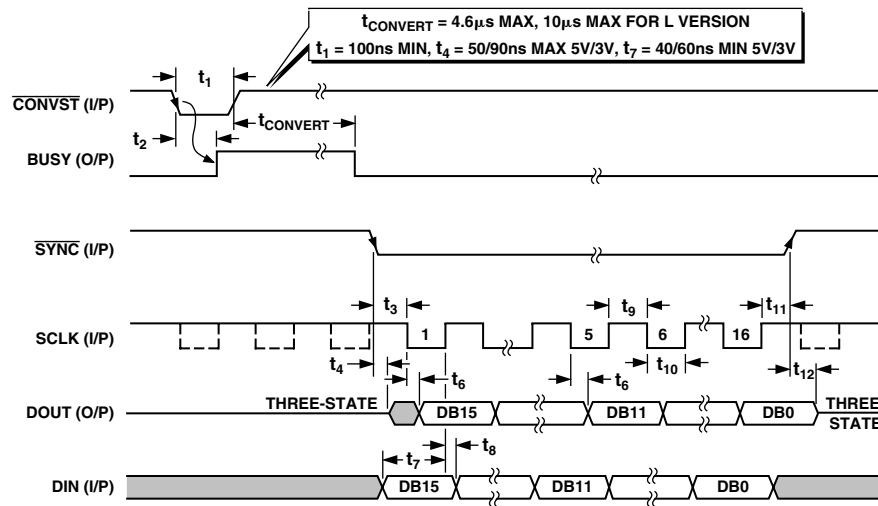 tCONVERT = 4.6μs MAX, 10μs MAX FOR L VERSION
t1 = 100ns MIN, t4 = 50/90ns MAX 5V/3V, t7 = 40/60ns MIN 5V/3V
t1
CONVST (I/P)
tCONVERT
t2
BUSY (O/P)
SYNC (I/P)
t3
t9
t11
SCLK (I/P)
1
5
6
16
t4
t6
t6
t10
t12
DOUT (O/P)
THREE-STATE
DB15
DB11
DB0
THREE
STATE
t7
t8
DIN (I/P)
DB15
DB11
DB0